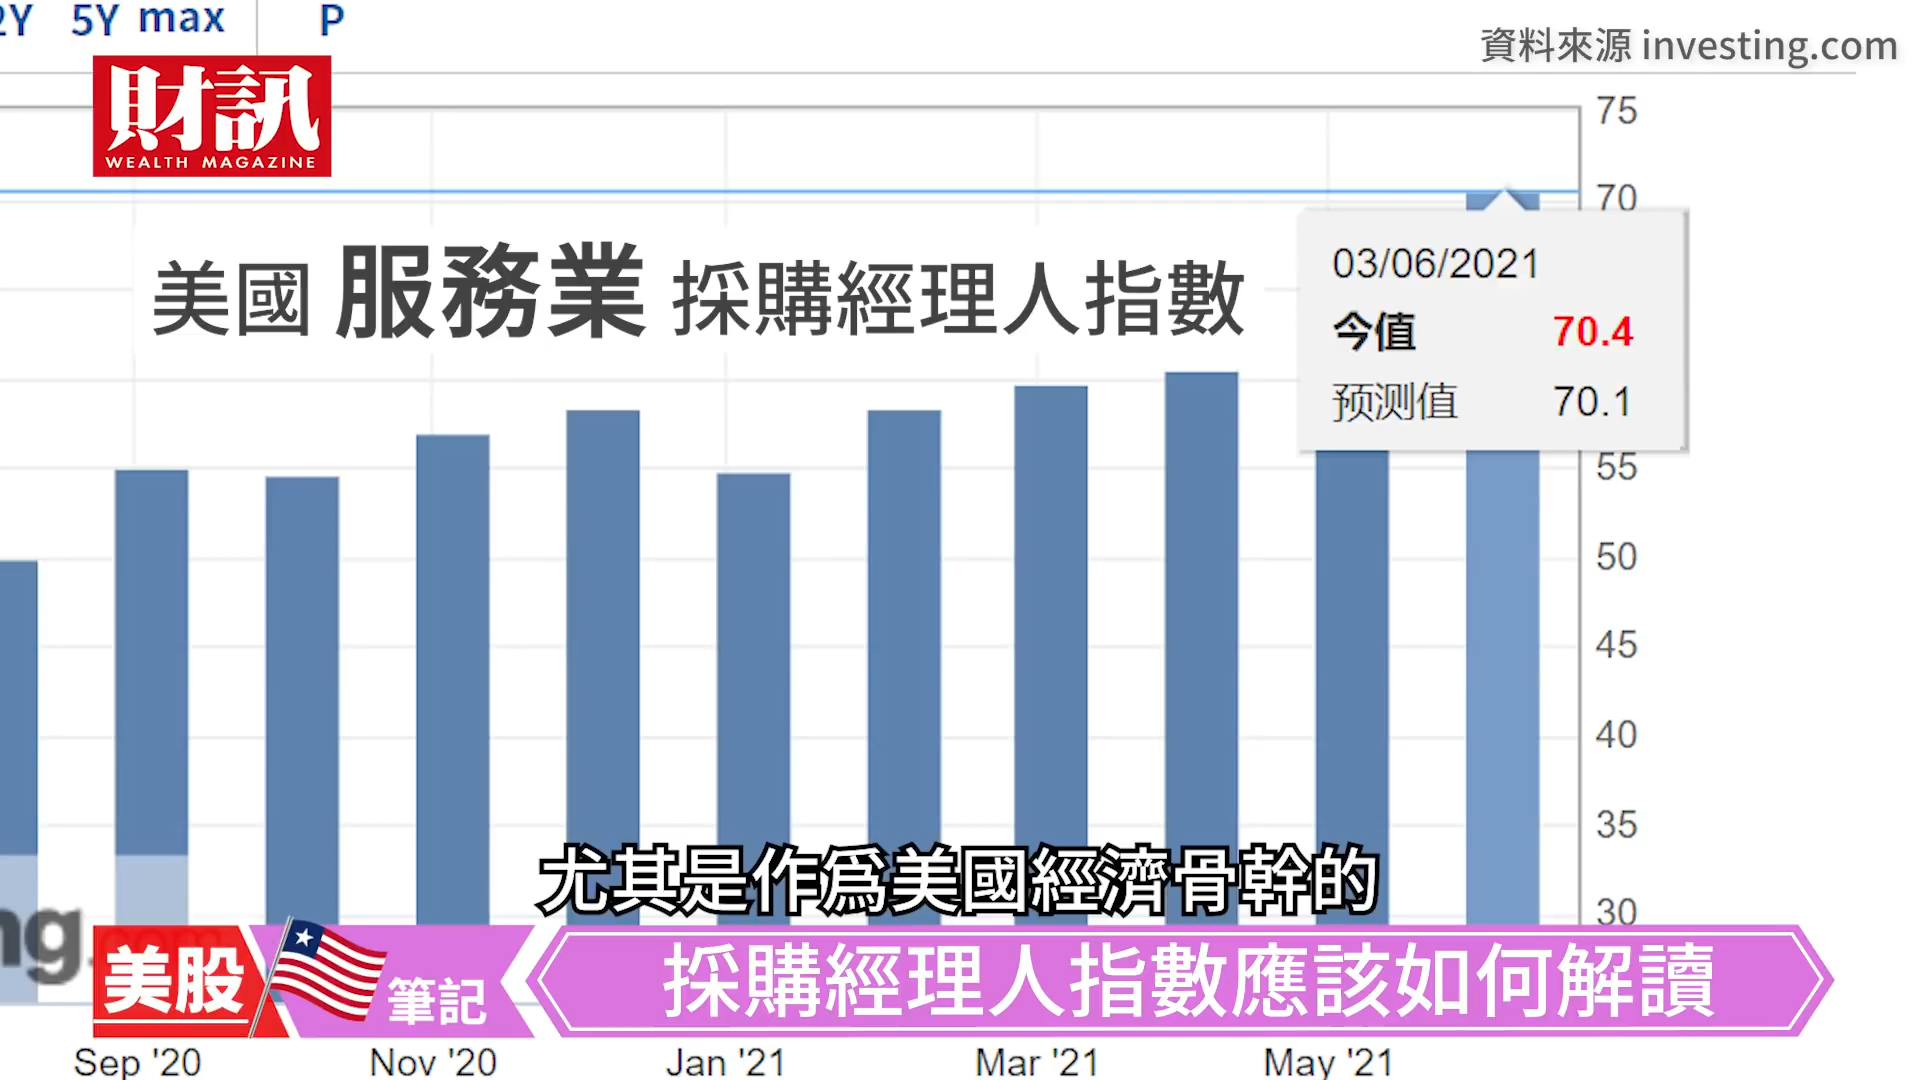 2Y 5Y max P
資料來源 investing.com
財訊
WEALTH MAGAZINE
75
70
美國 服務業 採購經理人指數
03/06/2021
今值 70.4
预测值 70.1
55
50
45
40
35
30
尤其是作爲美國經濟骨幹的
ng.com
美股
筆記
採購經理人指數應該如何解讀
Sep '20 Nov '20 Jan '21 Mar '21 May '21